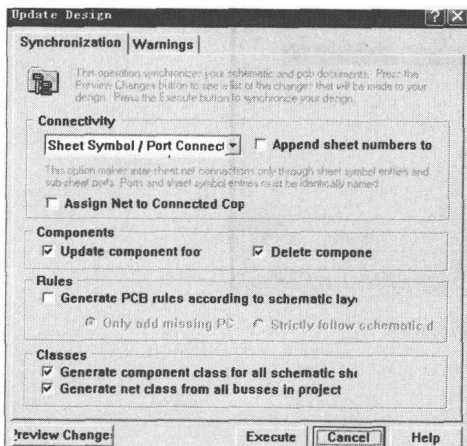 Update Design
Synchronization Warnings
This operation synchronizes your schematic and pcb documents. Press the
Preview Changes button to see a list of the changes that will be made to your
design. Press the Execute button to synchronize your design.
Connectivity
Sheet Symbol / Port Connect
Append sheet numbers to
This option makes inter-sheet net connections only through sheet symbol entries and
sub-sheet ports. Ports and sheet symbol entries must be identically named
Assign Net to Connected Cop
Components
Update component foo
Delete compone
Rules
Generate PCB rules according to schematic lay
Only add missing PC
Strictly follow schematic d
Classes
Generate component class for all schematic she
Generate net class from all busses in project
Preview Change
Execute Cancel Help